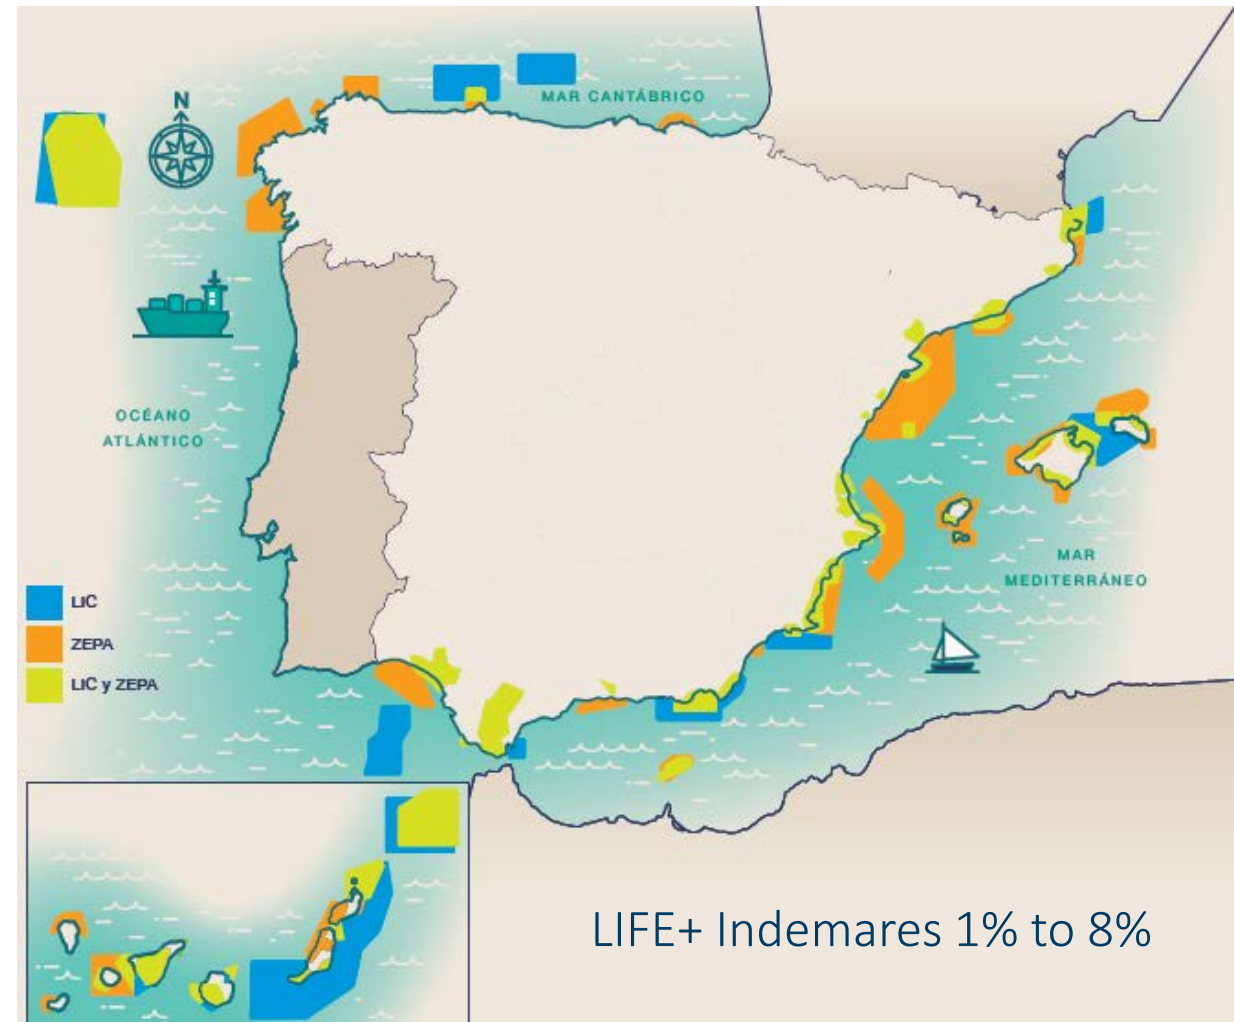 N
MAR CANTÁBRICO
OCÉANO
ATLÁNTICO
MAR
MEDITERRÁNEO
LIC
ZEPA
LIC y ZEPA
LIFE+ Indemares 1% to 8%